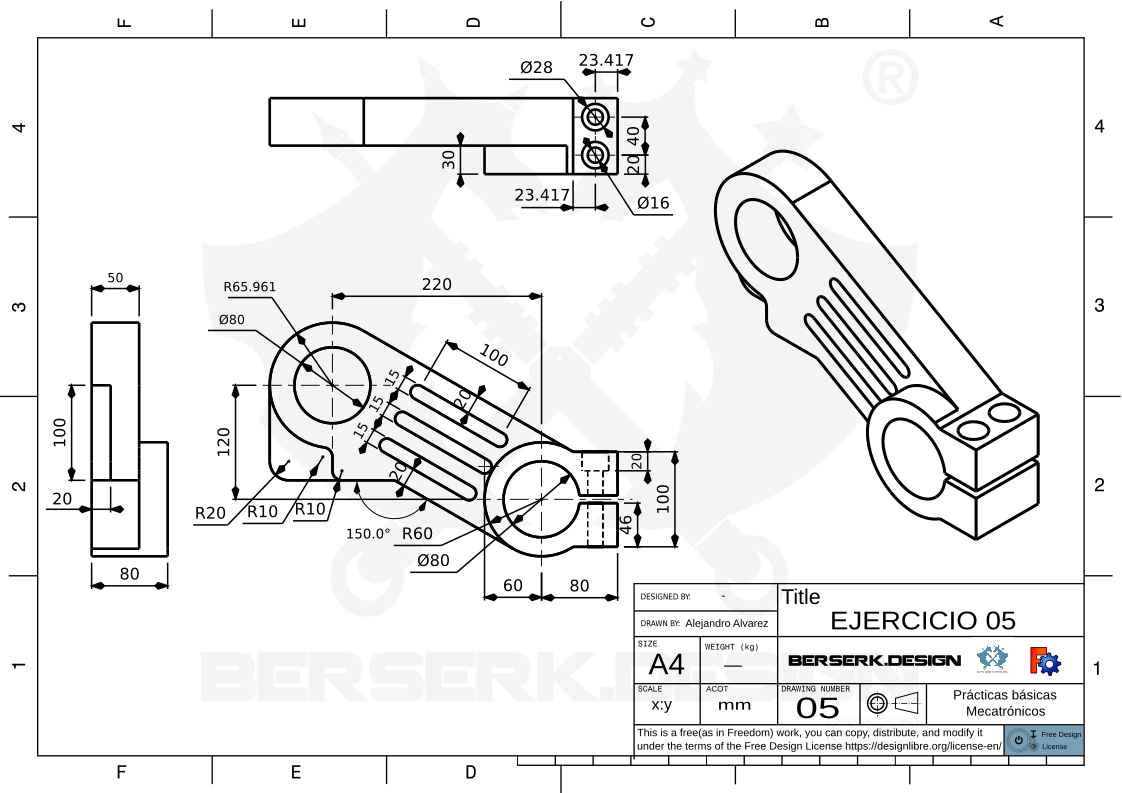 F E D C B A
®
Ø28
23.417
4
4
40
30
20
23.417
Ø16
50
3
3
R65.961
220
Ø80
100
15
15
20
15
100
120
20
20
100
2
2
20
R20
R10
R10
46
150.0°
R60
Ø80
80
60
80
1
1
DESIGNED BY: -
Title
EJERCICIO 05
DRAWN BY: Alejandro Alvarez
SIZE
A4
WEIGHT (kg)
—
BERSERK.DESIGN
BERSERK.DESIGN
SCALE
x:y
ACOT
mm
DRAWING NUMBER
05
Prácticas básicas
Mecatrónicos
This is a free(as in Freedom) work, you can copy, distribute, and modify it
under the terms of the Free Design License https://designlibre.org/license-en/
Free Design
License
F E D